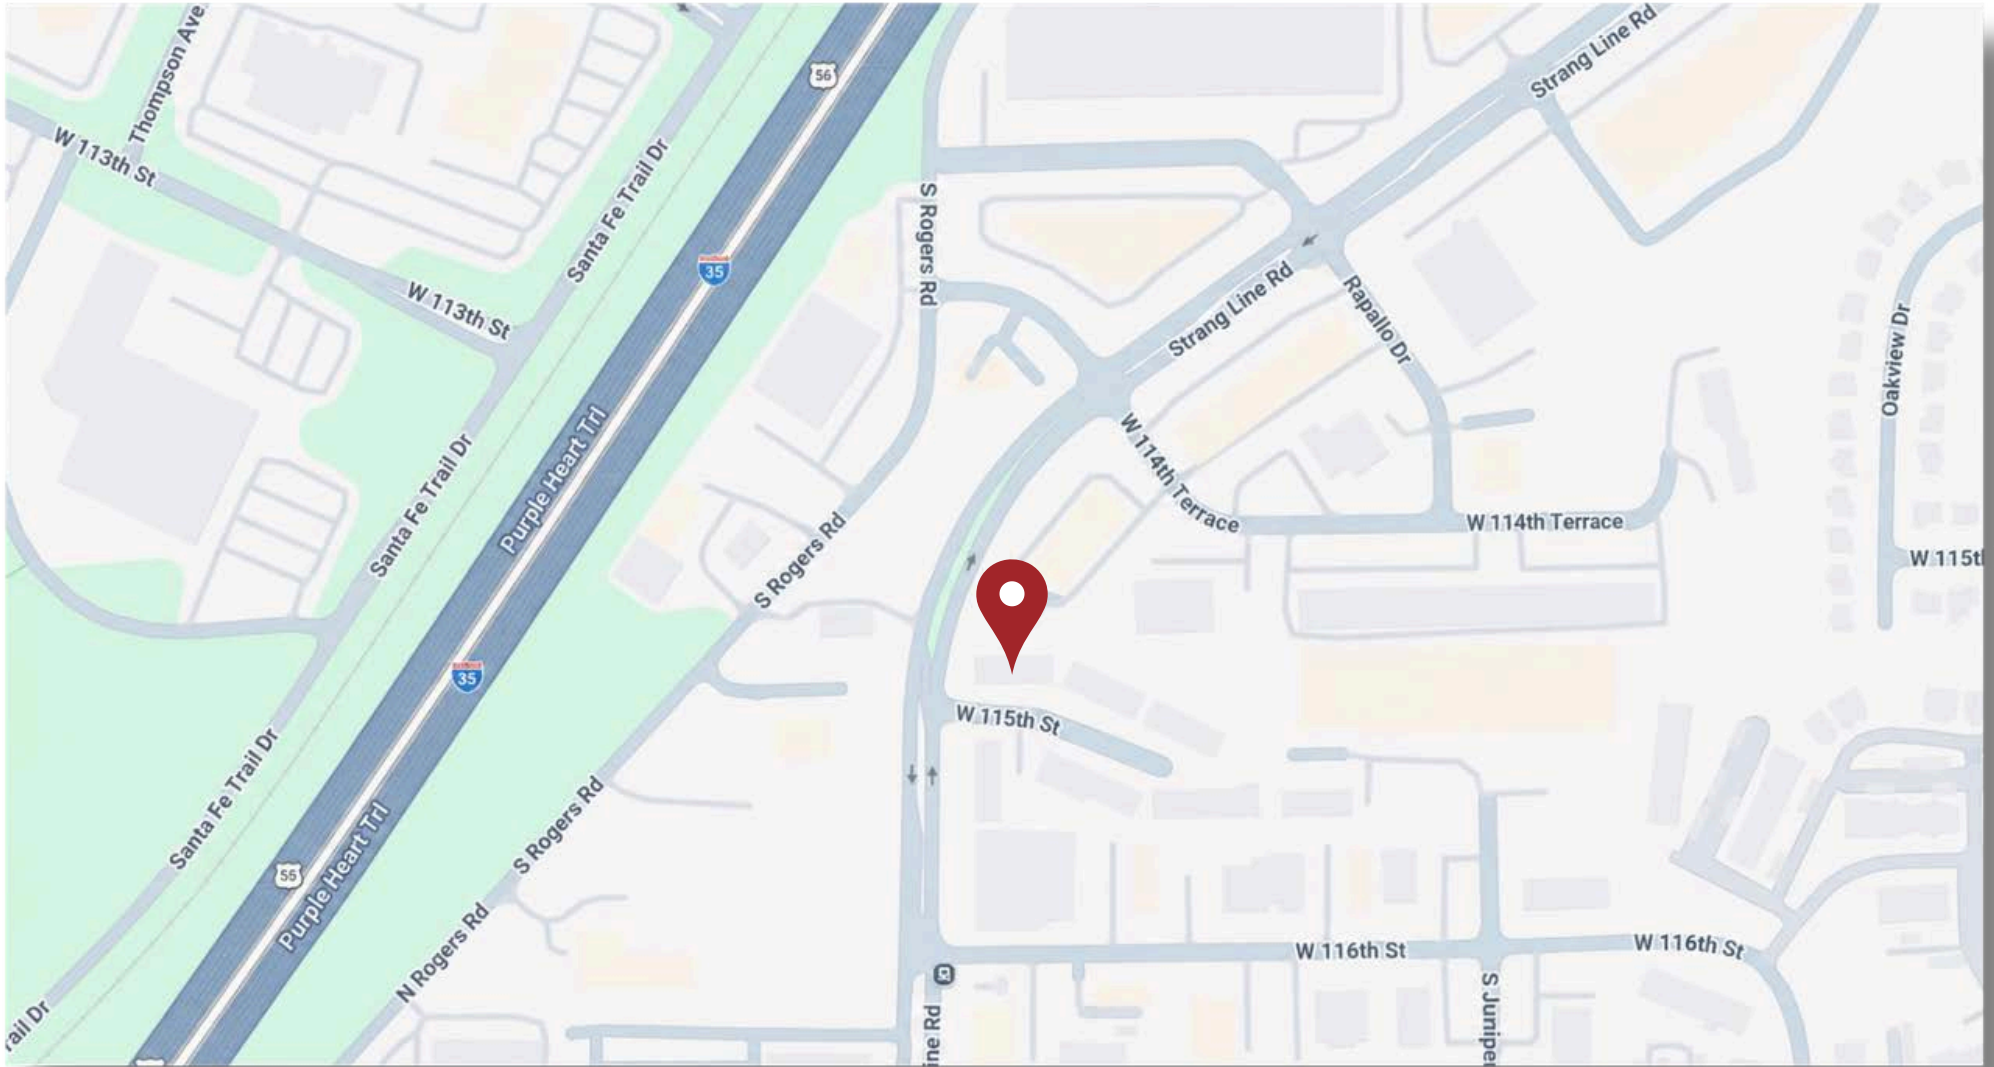 Thompson Ave
56
Strang Line Rd
W 113th St
Santa Fe Trail Dr
S Rogers Rd
35
W 113th St
Strang Line Rd
Rapallo Dr
Oakview Dr
Purple Heart Trl
Santa Fe Trail Dr
W 114th Terrace
W 114th Terrace
S Rogers Rd
W 115th
35
W 115th St
Santa Fe Trail Dr
S Rogers Rd
55
Purple Heart Trl
N Rogers Rd
W 116th St
W 116th St
rail Dr
ine Rd
S Juniper